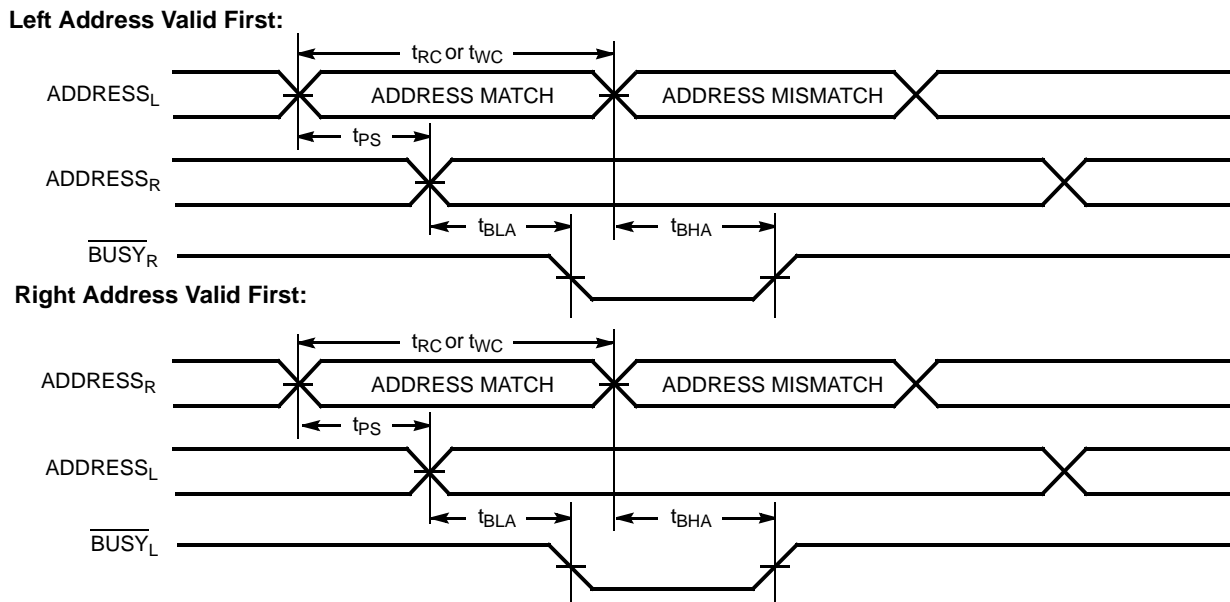 Left Address Valid First:
tRC or tWC
ADDRESSL
ADDRESS MATCH
ADDRESS MISMATCH
tPS
ADDRESSR
tBLA
tBHA
BUSYR
Right Address Valid First:
tRC or tWC
ADDRESSR
ADDRESS MATCH
ADDRESS MISMATCH
tPS
ADDRESSL
tBLA
tBHA
BUSYL